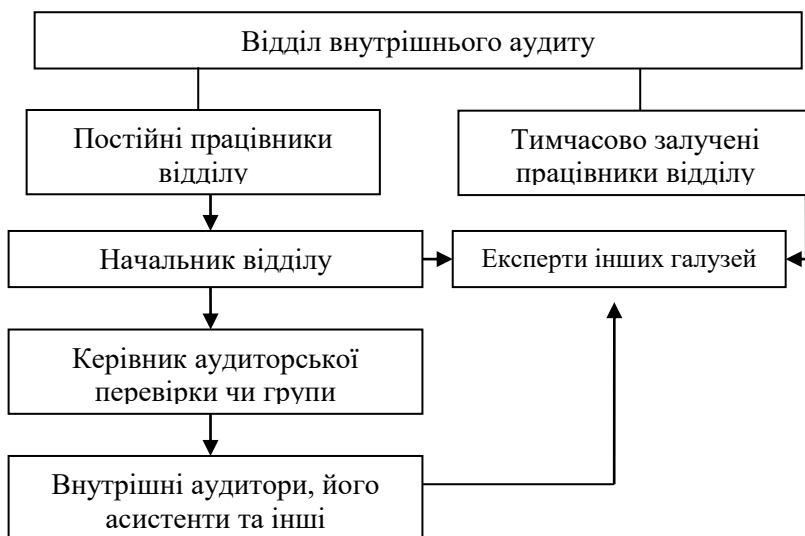 Відділ внутрішнього аудиту
Постійні працівники
відділу
Тимчасово залучені
працівники відділу
Начальник відділу
Експерти інших галузей
Керівник аудиторської
перевірки чи групи
Внутрішні аудитори, його
асистенти та інші